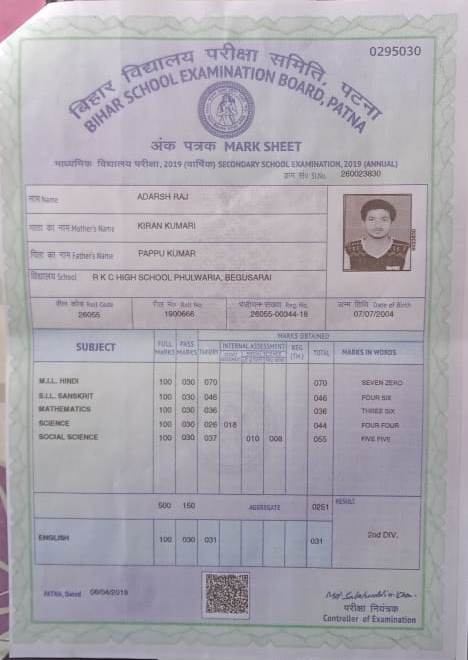 0295030
बिहार विद्यालय परीक्षा समिति, पटना
BIHAR SCHOOL EXAMINATION BOARD, PATNA
अंक पत्रक MARK SHEET
माध्यमिक विद्यालय परीक्षा, 2019 (वार्षिक) SECONDARY SCHOOL EXAMINATION, 2019 (ANNUAL)
क्रम सं० Sl.No. 260023830
नाम Name ADARSH RAJ
माता का नाम Mother's Name KIRAN KUMARI
पिता का नाम Father's Name PAPPU KUMAR
विद्यालय School R K C HIGH SCHOOL PHULWARIA, BEGUSARAI
रौल कोड Roll Code रौल नं० Roll No. पंजीयन संख्या Reg. No. जन्म तिथि Date of Birth
26055 1900666 26055-00044-18 07/07/2004
SUBJECT FULL MARKS PASS MARKS THEORY MARKS OBTAINED INTERNAL ASSESSMENT REG. (TH.) TOTAL MARKS IN WORDS
M.I.L. HINDI 100 030 070 070 SEVEN ZERO
S.I.L. SANSKRIT 100 030 046 046 FOUR SIX
MATHEMATICS 100 030 036 036 THREE SIX
SCIENCE 100 030 026 018 044 FOUR FOUR
SOCIAL SCIENCE 100 030 037 010 008 055 FIVE FIVE
500 150 AGGREGATE 0251 RESULT
ENGLISH 100 030 031 031 2nd DIV.
PATNA, Dated 06/04/2019
परीक्षा नियंत्रक
Controller of Examination